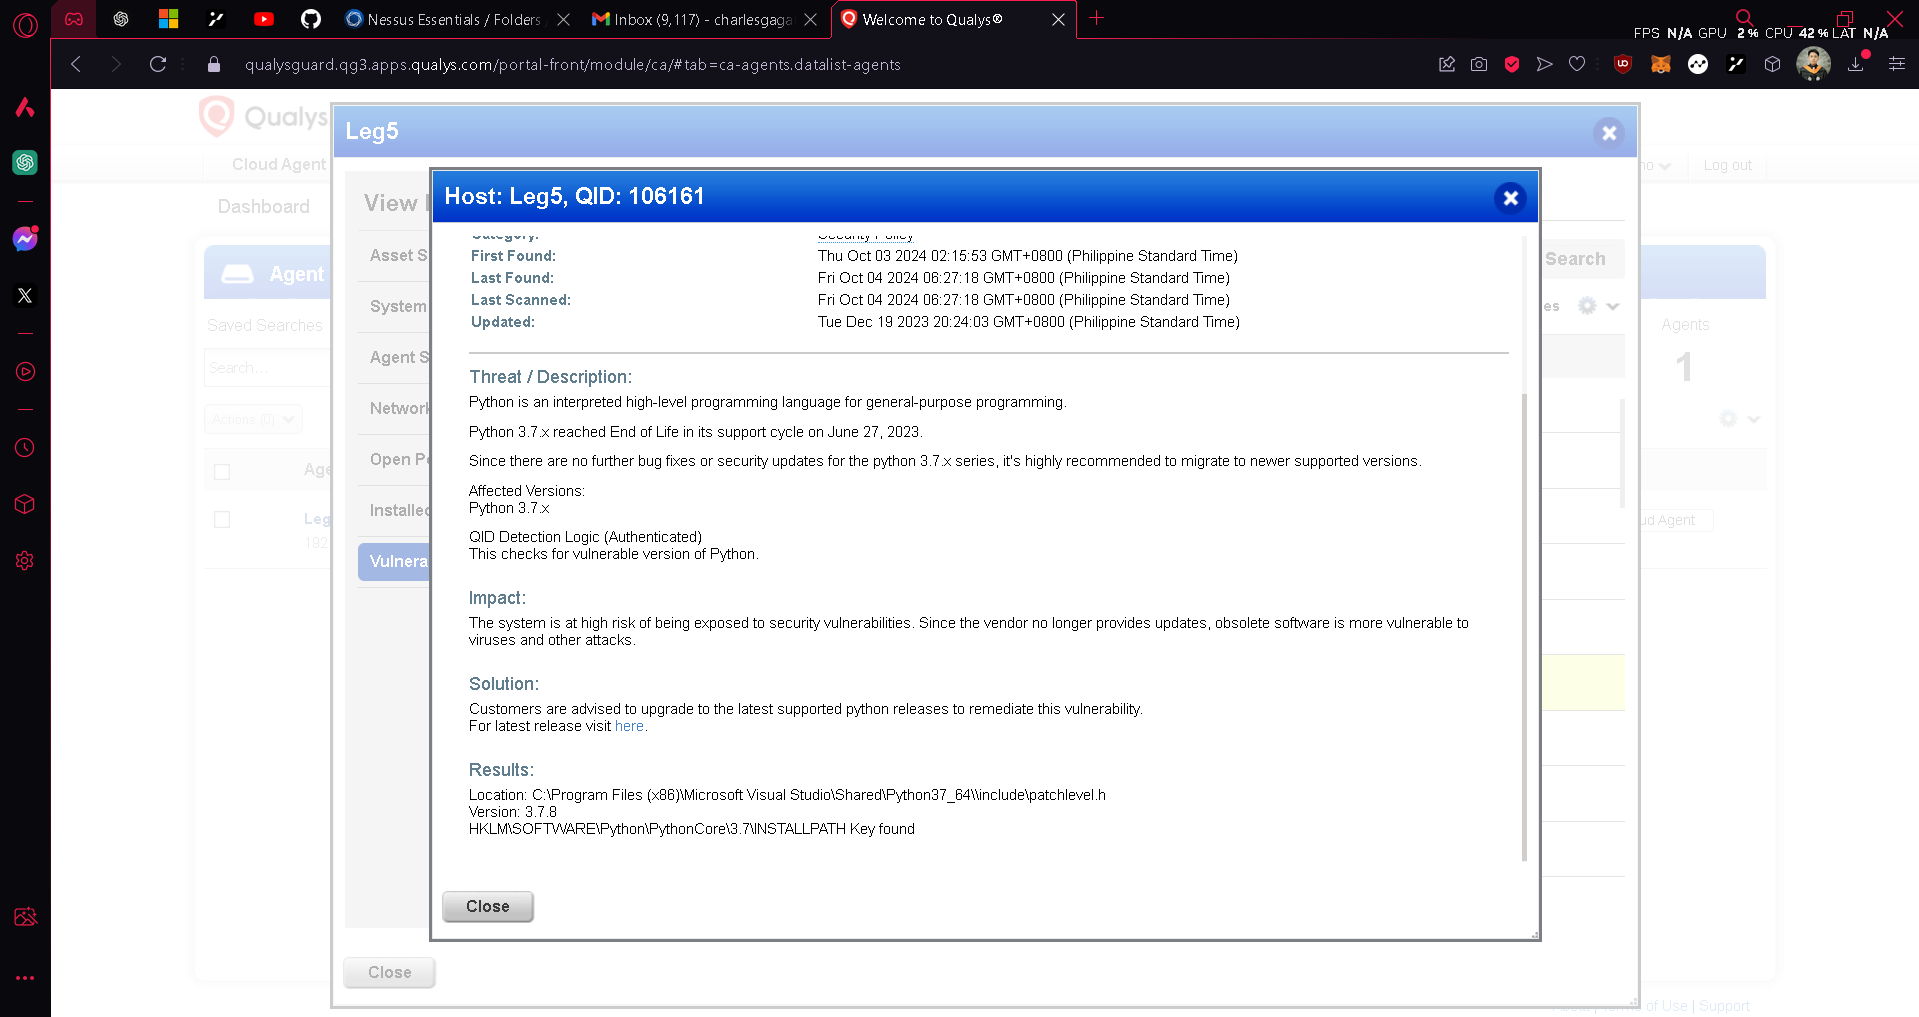 Nessus Essentials / Folders
Inbox (9,117) - charlesgaga
Welcome to Qualys®
FPS N/A GPU 2 % CPU 42 % LAT N/A
qualysguard.qg3.apps.qualys.com/portal-front/module/ca/#tab=ca-agents.datalist-agents
Qualys
Cloud Agent
Log out
Dashboard
Agent
Saved Searches
Search...
Actions (0)
Age
Leg
192
Agents
1
Leg5
View
Asset S
System
Agent S
Network
Open Po
Installed
Vulnera
Search
es
ud Agent
Host: Leg5, QID: 106161
Category: Security Policy
First Found: Thu Oct 03 2024 02:15:53 GMT+0800 (Philippine Standard Time)
Last Found: Fri Oct 04 2024 06:27:18 GMT+0800 (Philippine Standard Time)
Last Scanned: Fri Oct 04 2024 06:27:18 GMT+0800 (Philippine Standard Time)
Updated: Tue Dec 19 2023 20:24:03 GMT+0800 (Philippine Standard Time)
Threat / Description:
Python is an interpreted high-level programming language for general-purpose programming.
Python 3.7.x reached End of Life in its support cycle on June 27, 2023.
Since there are no further bug fixes or security updates for the python 3.7.x series, it's highly recommended to migrate to newer supported versions.
Affected Versions:
Python 3.7.x
QID Detection Logic (Authenticated)
This checks for vulnerable version of Python.
Impact:
The system is at high risk of being exposed to security vulnerabilities. Since the vendor no longer provides updates, obsolete software is more vulnerable to
viruses and other attacks.
Solution:
Customers are advised to upgrade to the latest supported python releases to remediate this vulnerability.
For latest release visit here.
Results:
Location: C:\Program Files (x86)\Microsoft Visual Studio\Shared\Python37_64\\include\patchlevel.h
Version: 3.7.8
HKLM\SOFTWARE\Python\PythonCore\3.7\INSTALLPATH Key found
Close
Close
of Use | Support